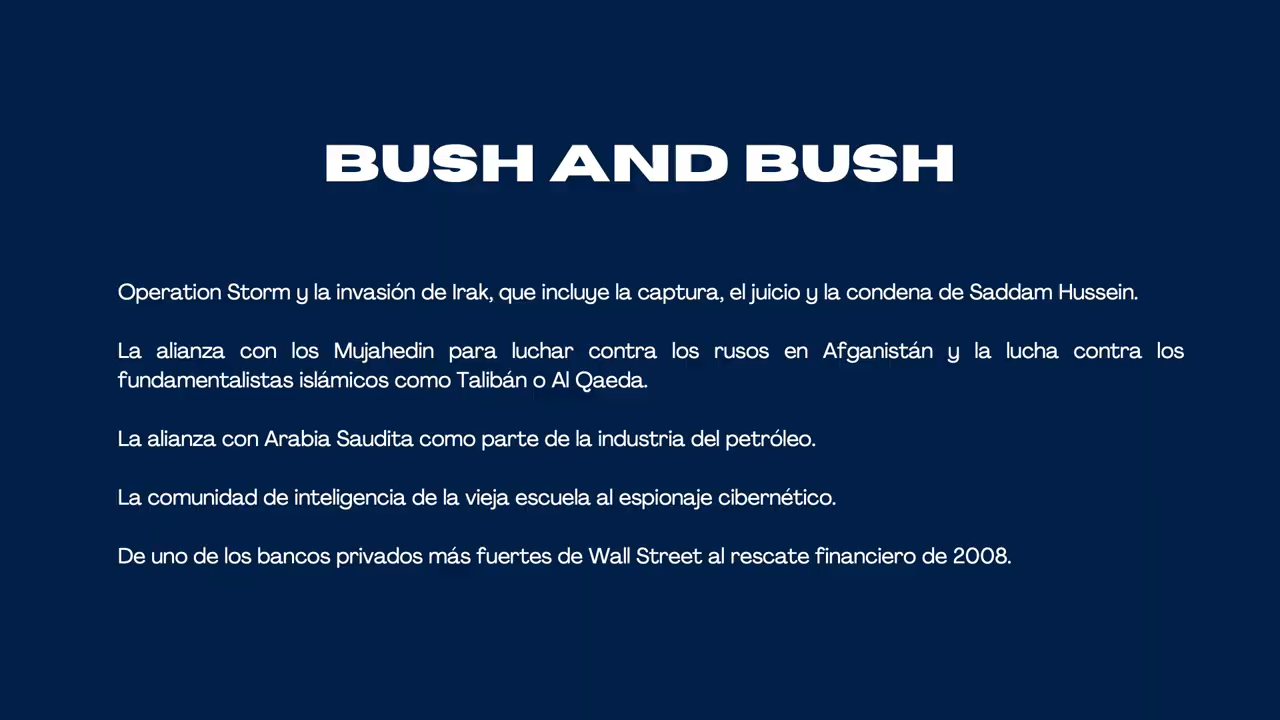 BUSH AND BUSH
Operation Storm y la invasión de Irak, que incluye la captura, el juicio y la condena de Saddam Hussein.
La alianza con los Mujahedin para luchar contra los rusos en Afganistán y la lucha contra los
fundamentalistas islámicos como Talibán o Al Qaeda.
La alianza con Arabia Saudita como parte de la industria del petróleo.
La comunidad de inteligencia de la vieja escuela al espionaje cibernético.
De uno de los bancos privados más fuertes de Wall Street al rescate financiero de 2008.